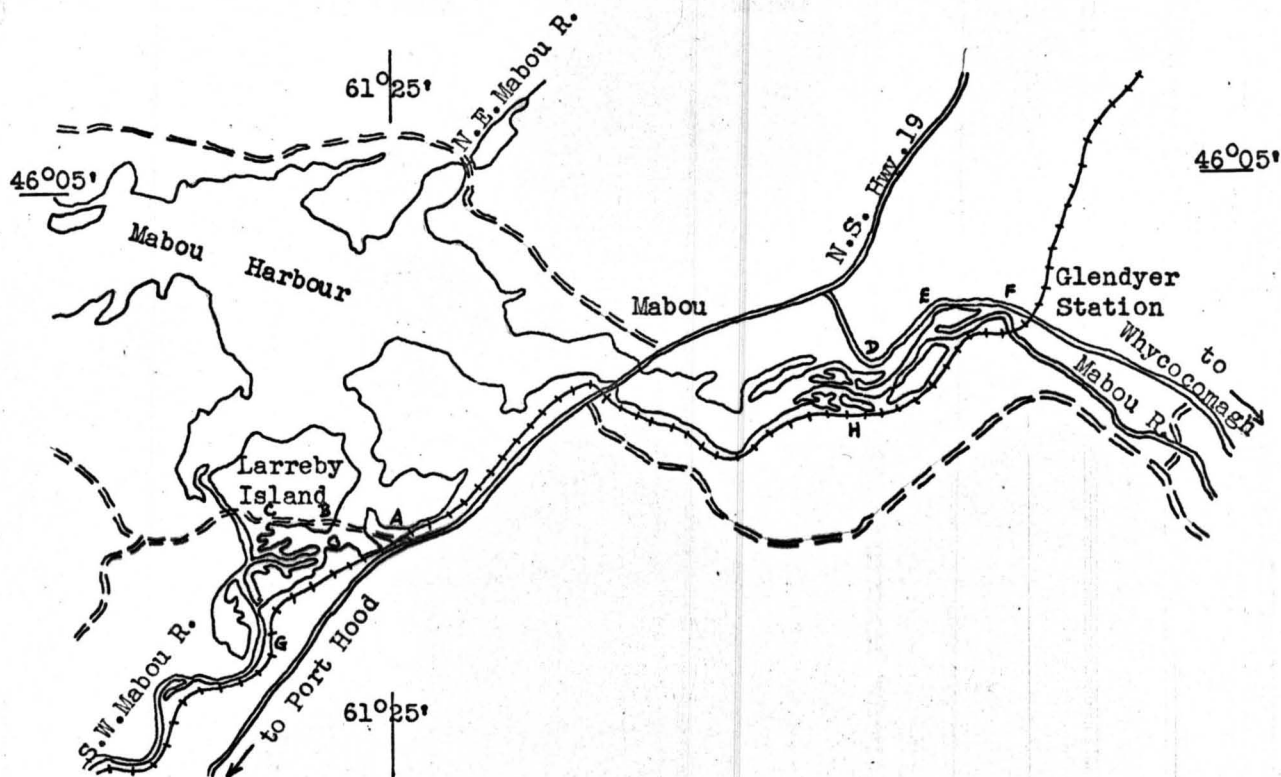 61°25'
N.E. Mabou R.
46°05'
46°05'
N.S. Hwy. 19
Mabou Harbour
Mabou
Glendyer
Station
E
F
D
H
to
Whycocomagh
Mabou R.
Larreby
Island
C
B
A
G
S.W. Mabou R.
to Port Hood
61°25'